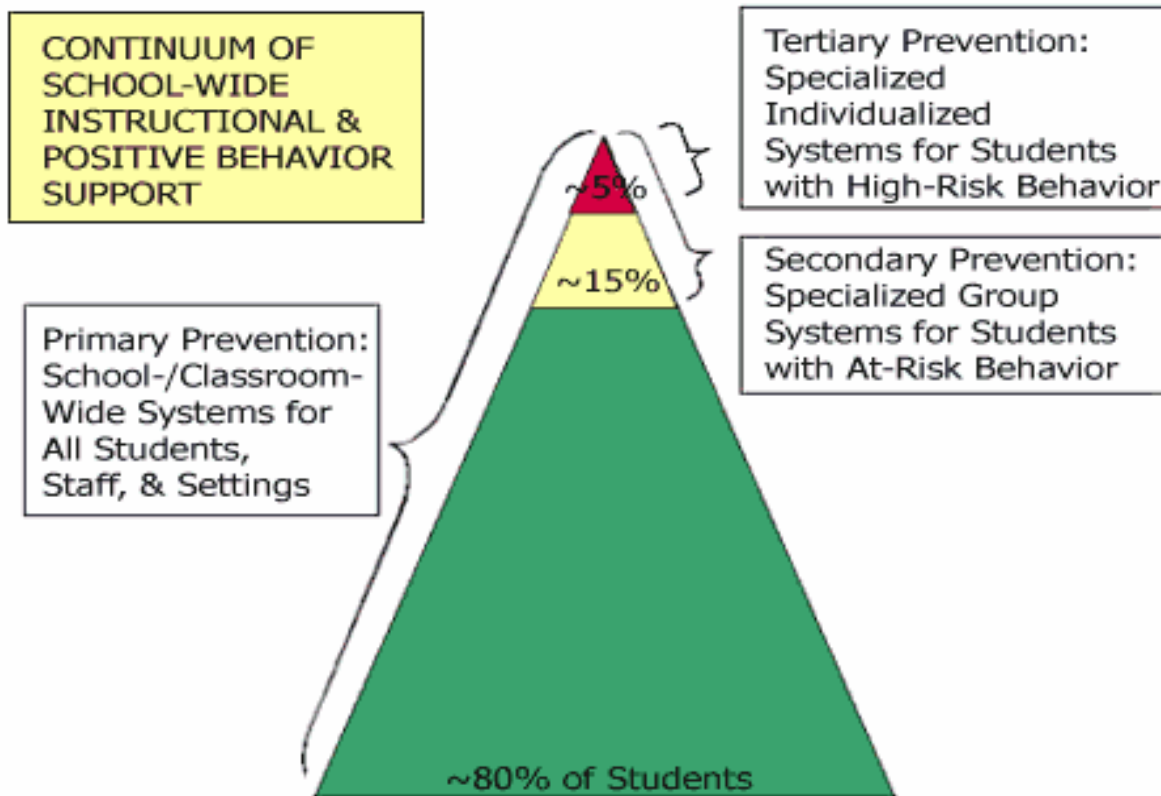 CONTINUUM OF
SCHOOL-WIDE
INSTRUCTIONAL &
POSITIVE BEHAVIOR
SUPPORT
Tertiary Prevention:
Specialized
Individualized
Systems for Students
with High-Risk Behavior
~5%
Secondary Prevention:
Specialized Group
Systems for Students
with At-Risk Behavior
~15%
Primary Prevention:
School-/Classroom-
Wide Systems for
All Students,
Staff, & Settings
~80% of Students